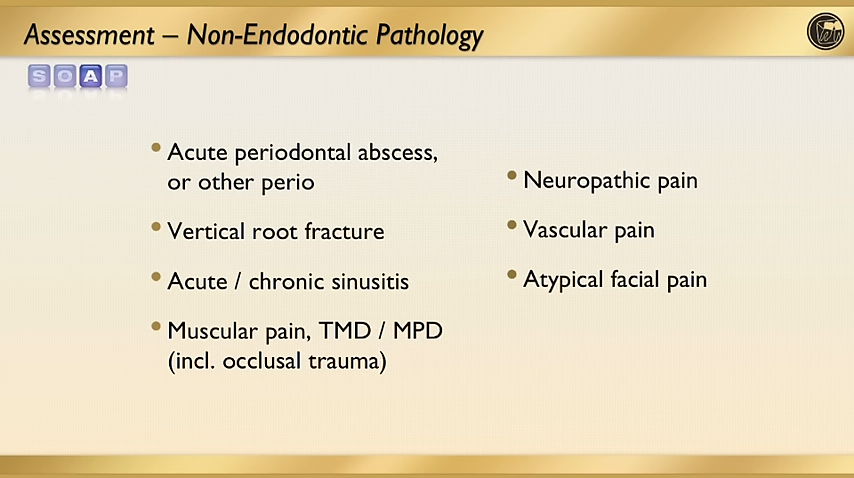 Assessment – Non-Endodontic Pathology
S O A P
• Acute periodontal abscess,
or other perio
• Vertical root fracture
• Acute / chronic sinusitis
• Muscular pain, TMD / MPD
(incl. occlusal trauma)
• Neuropathic pain
• Vascular pain
• Atypical facial pain